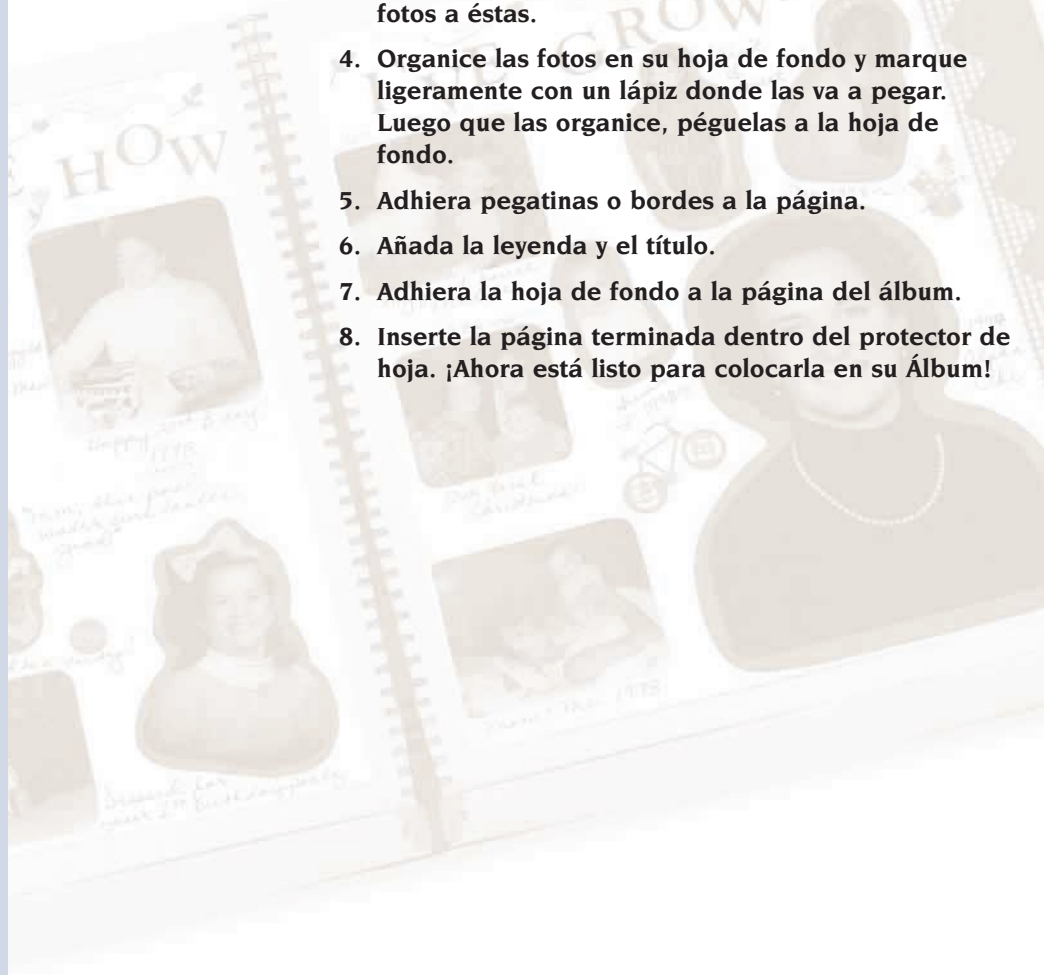 fotos a éstas.
4. Organice las fotos en su hoja de fondo y marque
ligeramente con un lápiz donde las va a pegar.
Luego que las organice, péguelas a la hoja de
fondo.
5. Adhiera pegatinas o bordes a la página.
6. Añada la leyenda y el título.
7. Adhiera la hoja de fondo a la página del álbum.
8. Inserte la página terminada dentro del protector de
hoja. ¡Ahora está listo para colocarla en su Álbum!
HOW
GROW